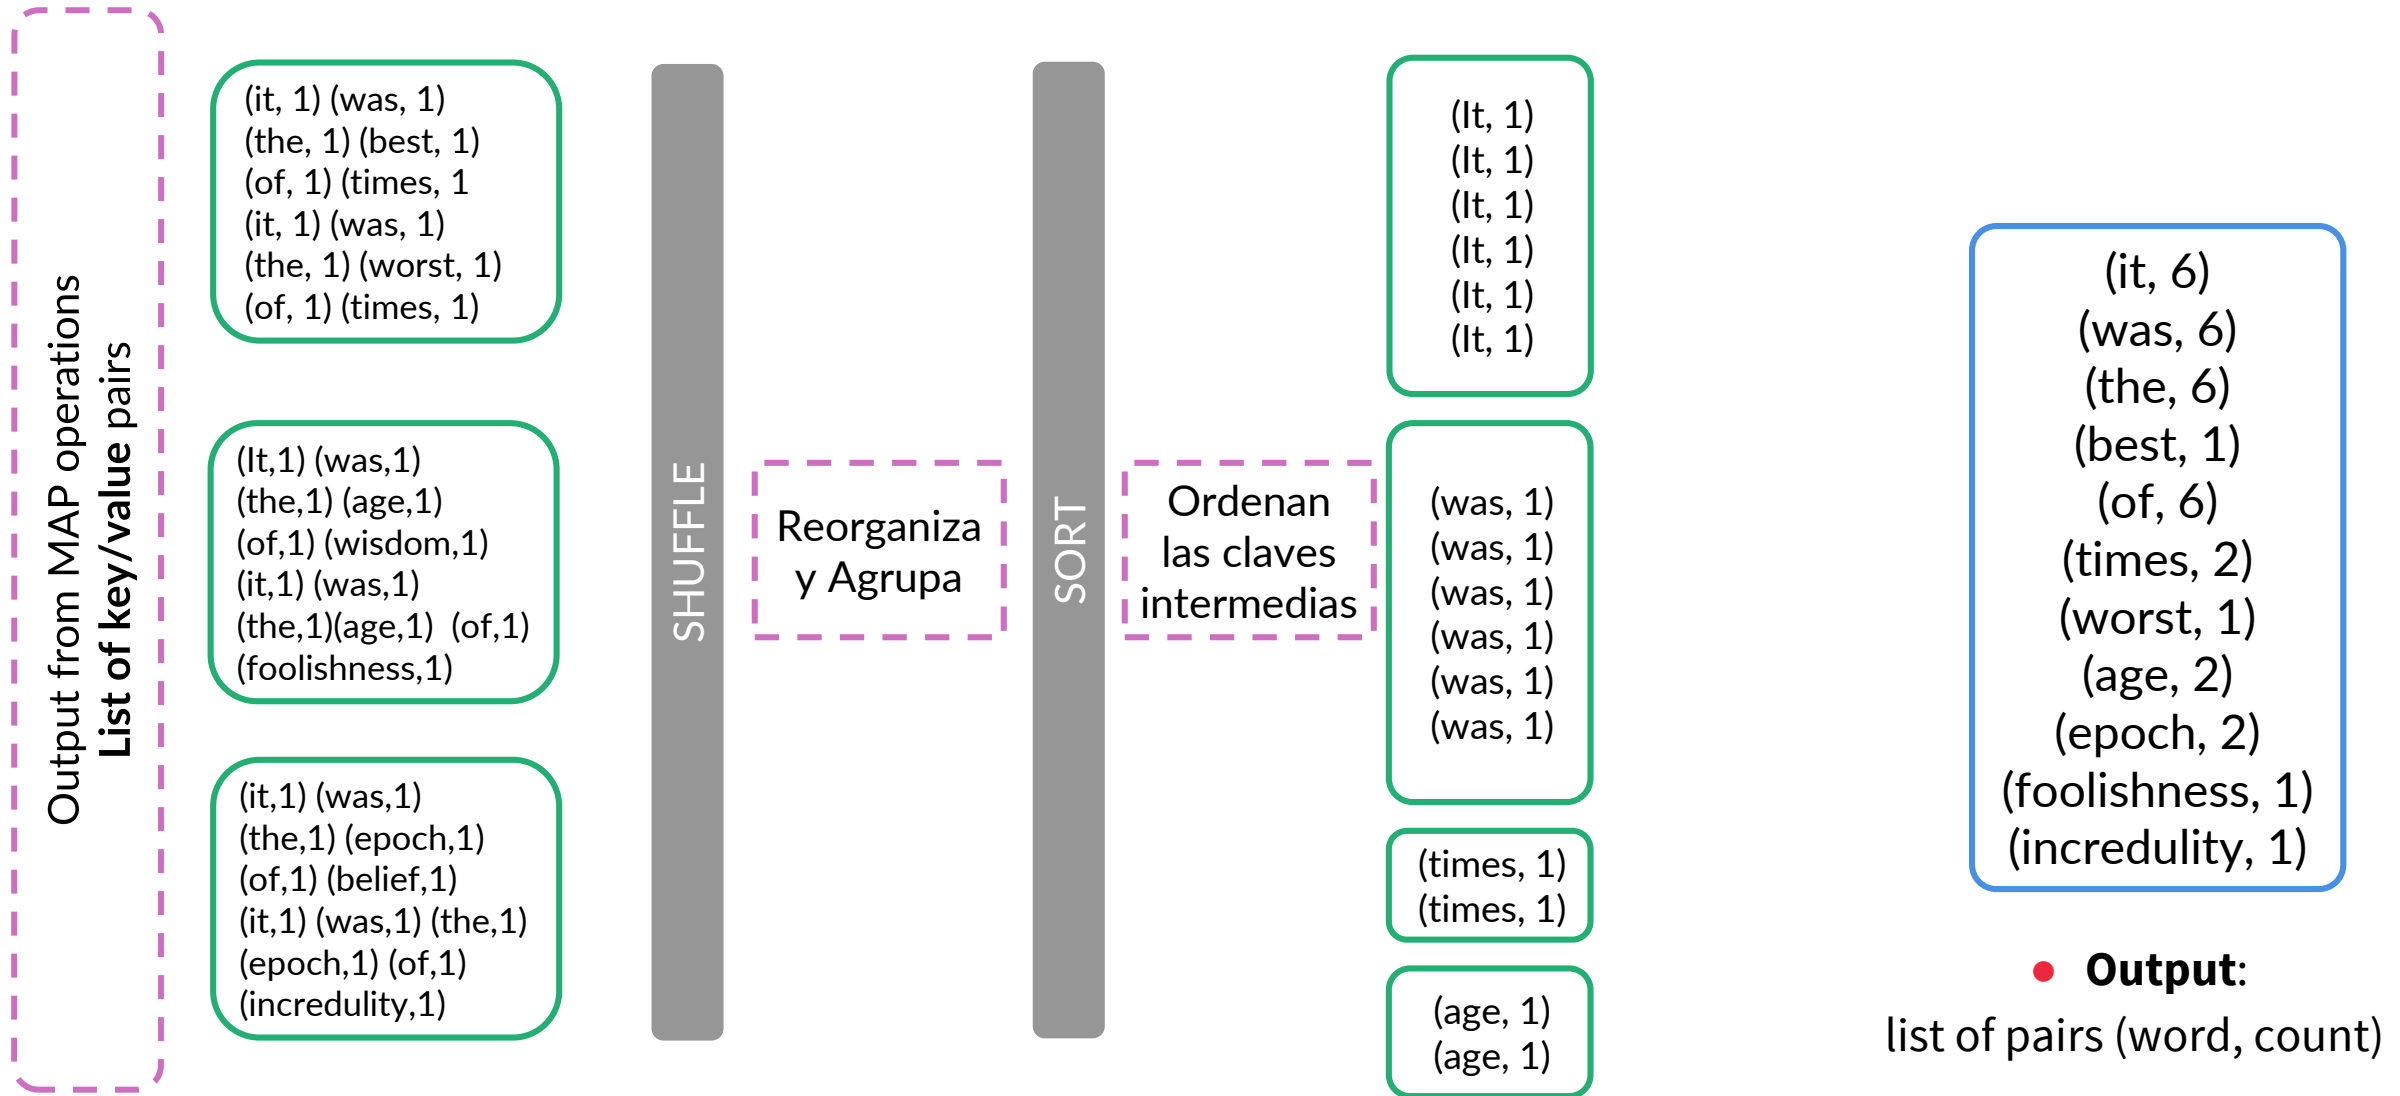 Output from MAP operations
List of key/value pairs
(it, 1) (was, 1)
(the, 1) (best, 1)
(of, 1) (times, 1
(it, 1) (was, 1)
(the, 1) (worst, 1)
(of, 1) (times, 1)
(It,1) (was,1)
(the,1) (age,1)
(of,1) (wisdom,1)
(it,1) (was,1)
(the,1)(age,1) (of,1)
(foolishness,1)
(it,1) (was,1)
(the,1) (epoch,1)
(of,1) (belief,1)
(it,1) (was,1) (the,1)
(epoch,1) (of,1)
(incredulity,1)
SHUFFLE
Reorganiza
y Agrupa
SORT
Ordenan
las claves
intermedias
(It, 1)
(It, 1)
(It, 1)
(It, 1)
(It, 1)
(It, 1)
(was, 1)
(was, 1)
(was, 1)
(was, 1)
(was, 1)
(was, 1)
(times, 1)
(times, 1)
(age, 1)
(age, 1)
(it, 6)
(was, 6)
(the, 6)
(best, 1)
(of, 6)
(times, 2)
(worst, 1)
(age, 2)
(epoch, 2)
(foolishness, 1)
(incredulity, 1)
● Output:
list of pairs (word, count)